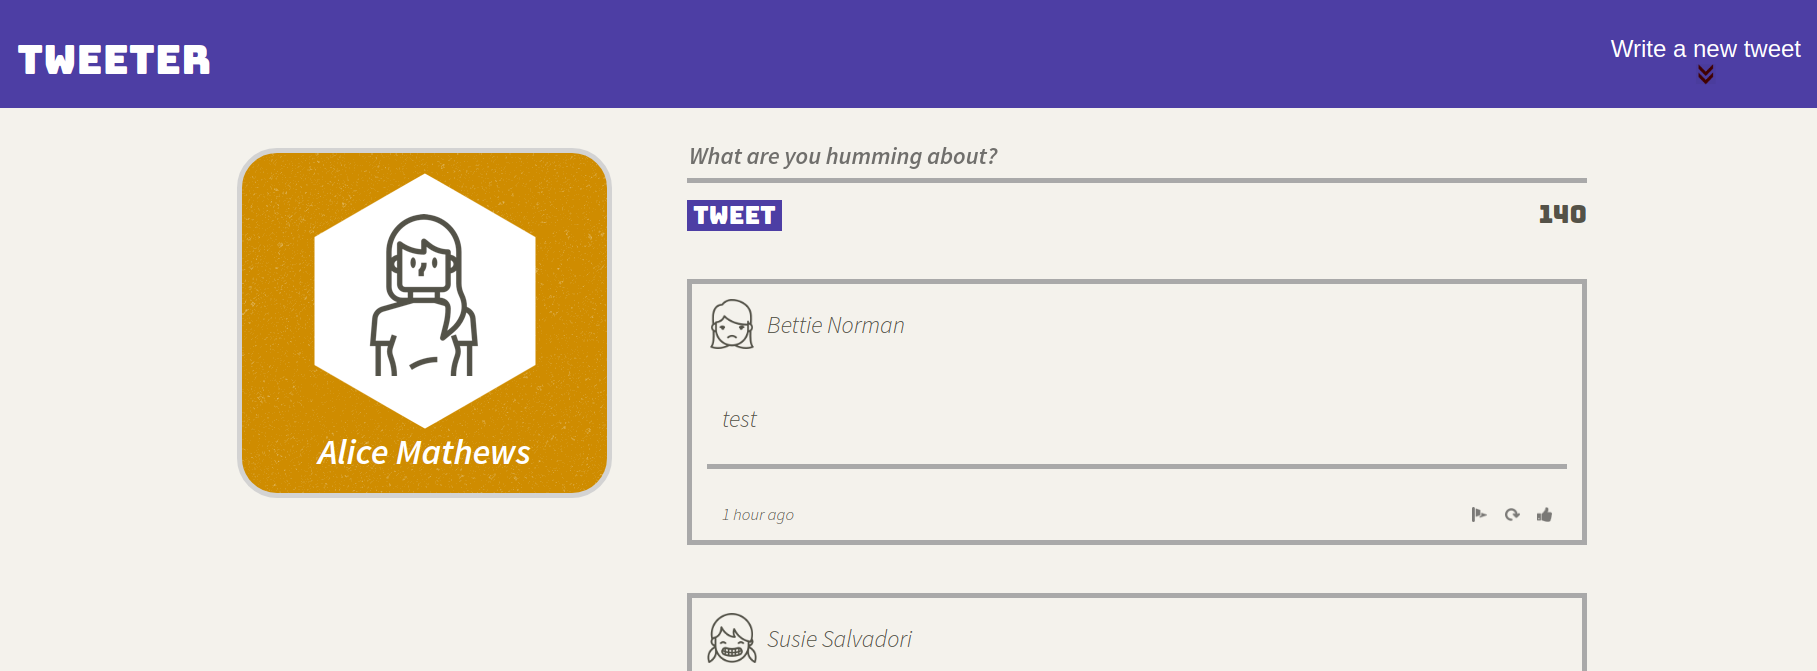 TWEETER
Write a new tweet
Alice Mathews
What are you humming about?
TWEET
140
Bettie Norman
test
1 hour ago
Susie Salvadori